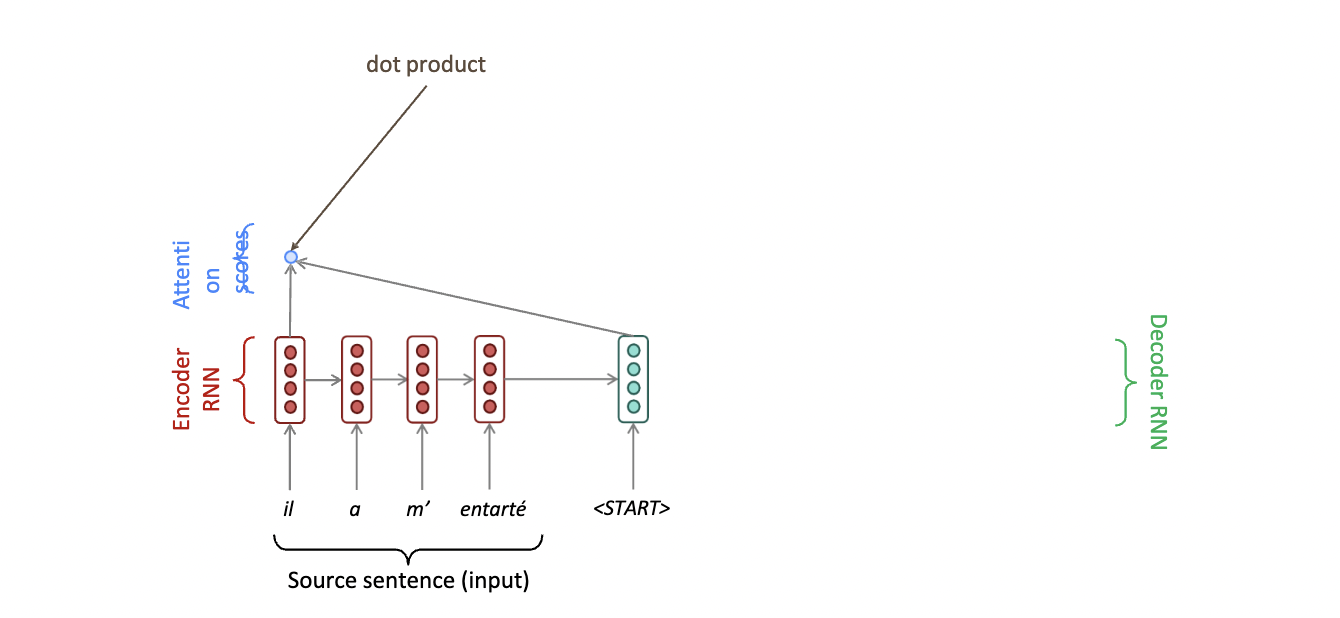 dot product
Attenti
on
scores
Encoder
RNN
Decoder RNN
il a m’ entarté <START>
Source sentence (input)